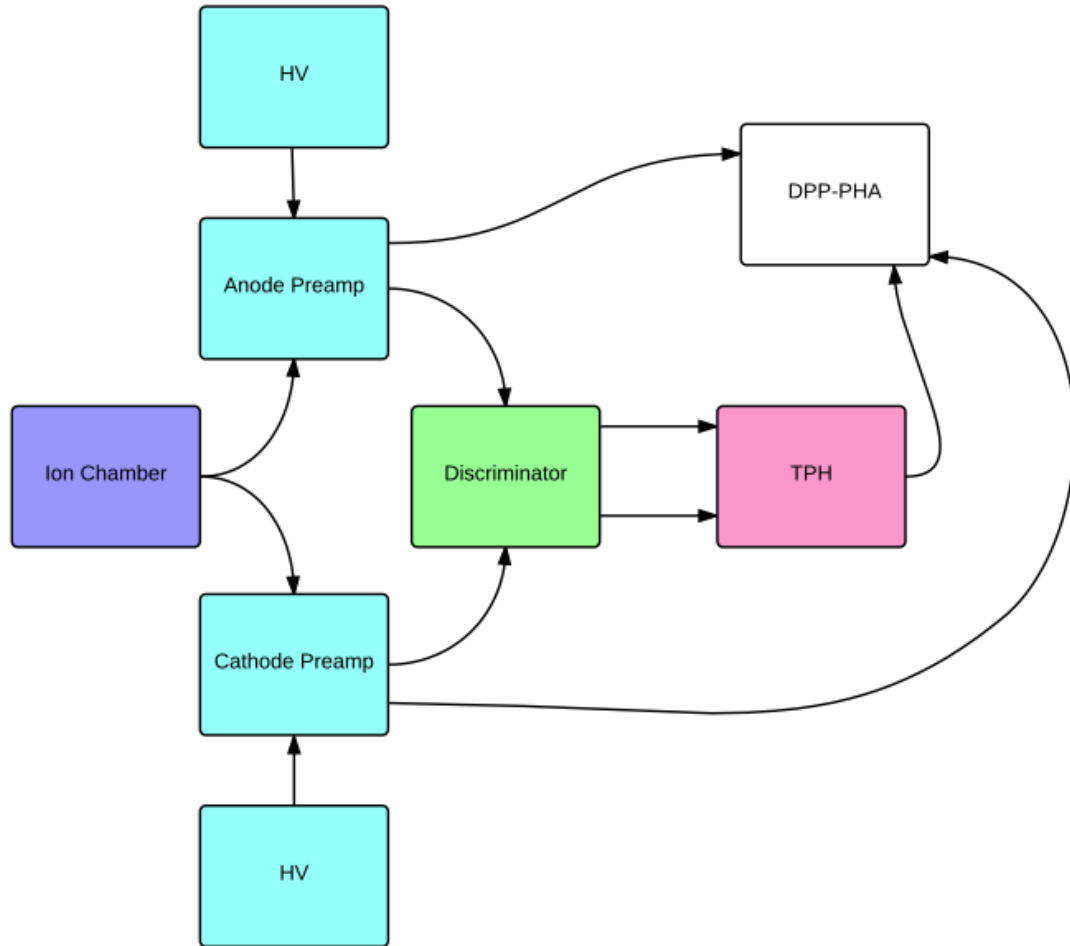 HV
DPP-PHA
Anode Preamp
Ion Chamber
Discriminator
TPH
Cathode Preamp
HV